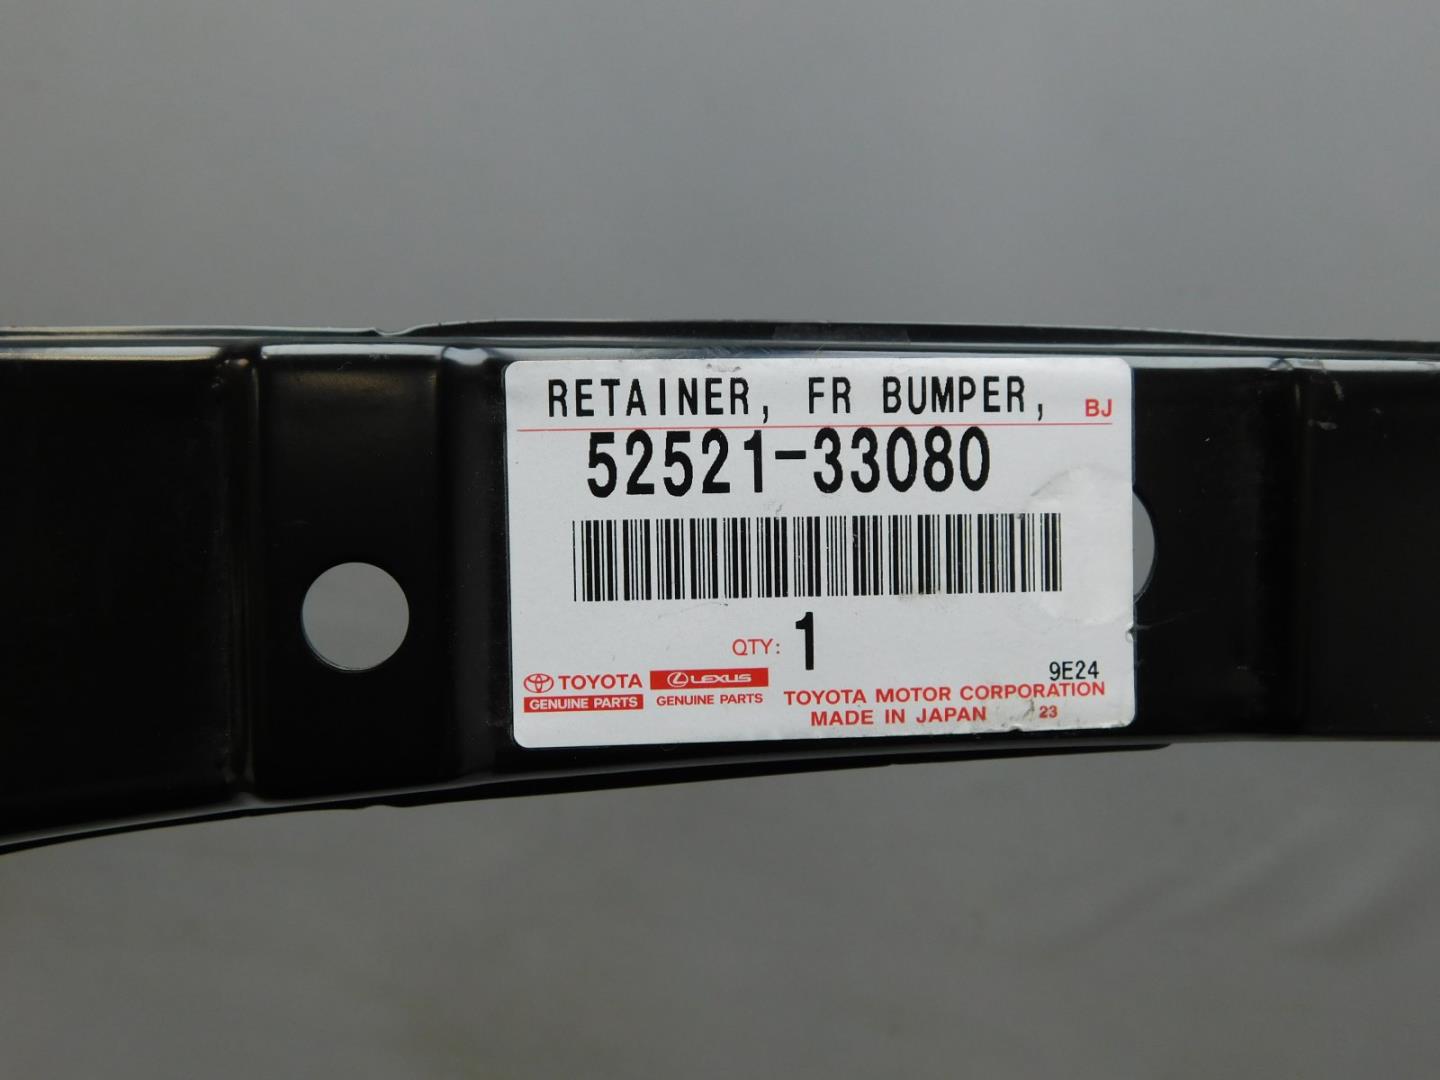 RETAINER, FR BUMPER, BJ
52521-33080
QTY: 1
9E24
TOYOTA LEXUS
GENUINE PARTS GENUINE PARTS
TOYOTA MOTOR CORPORATION
MADE IN JAPAN 23